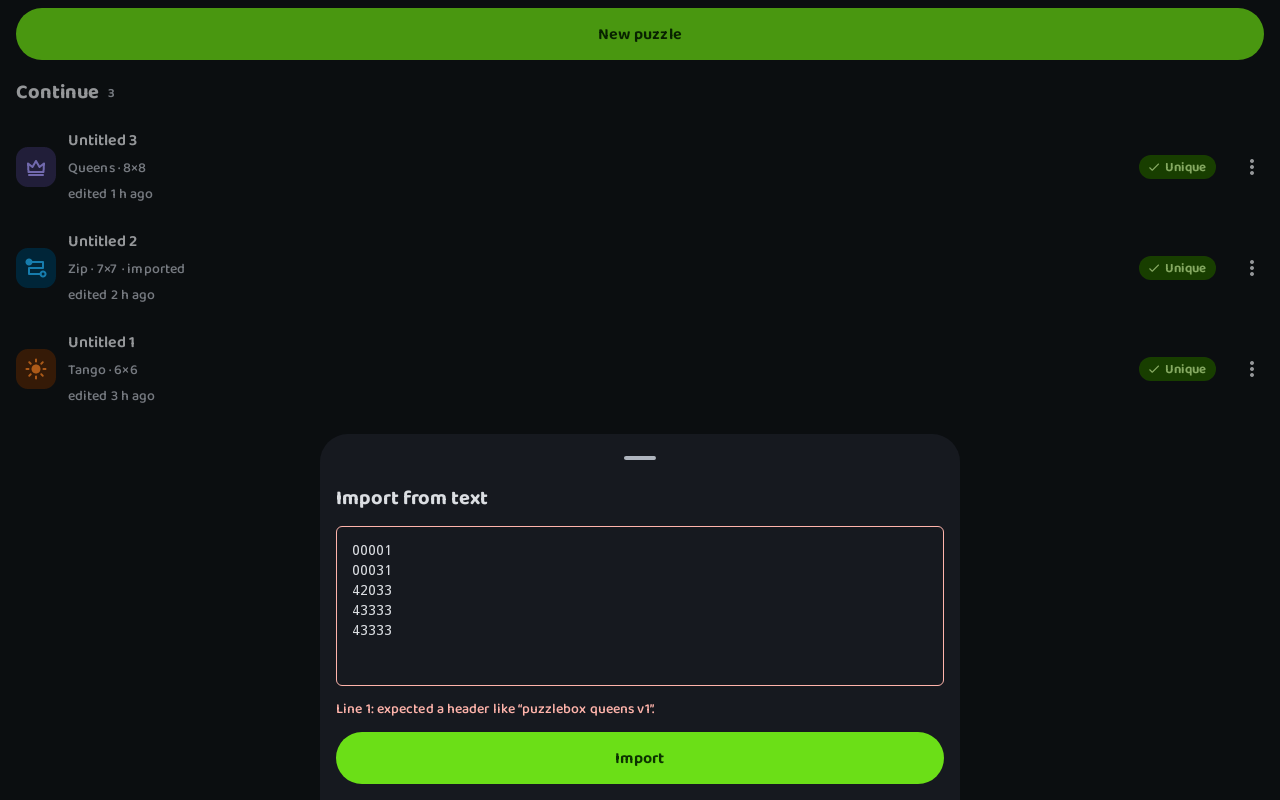 New puzzle
Continue 3
Untitled 3
Queens · 8×8
edited 1 h ago
Unique
Untitled 2
Zip · 7×7 · imported
edited 2 h ago
Unique
Untitled 1
Tango · 6×6
edited 3 h ago
Unique
Import from text
00001
00031
42033
43333
43333
Line 1: expected a header like “puzzlebox queens v1”.
Import